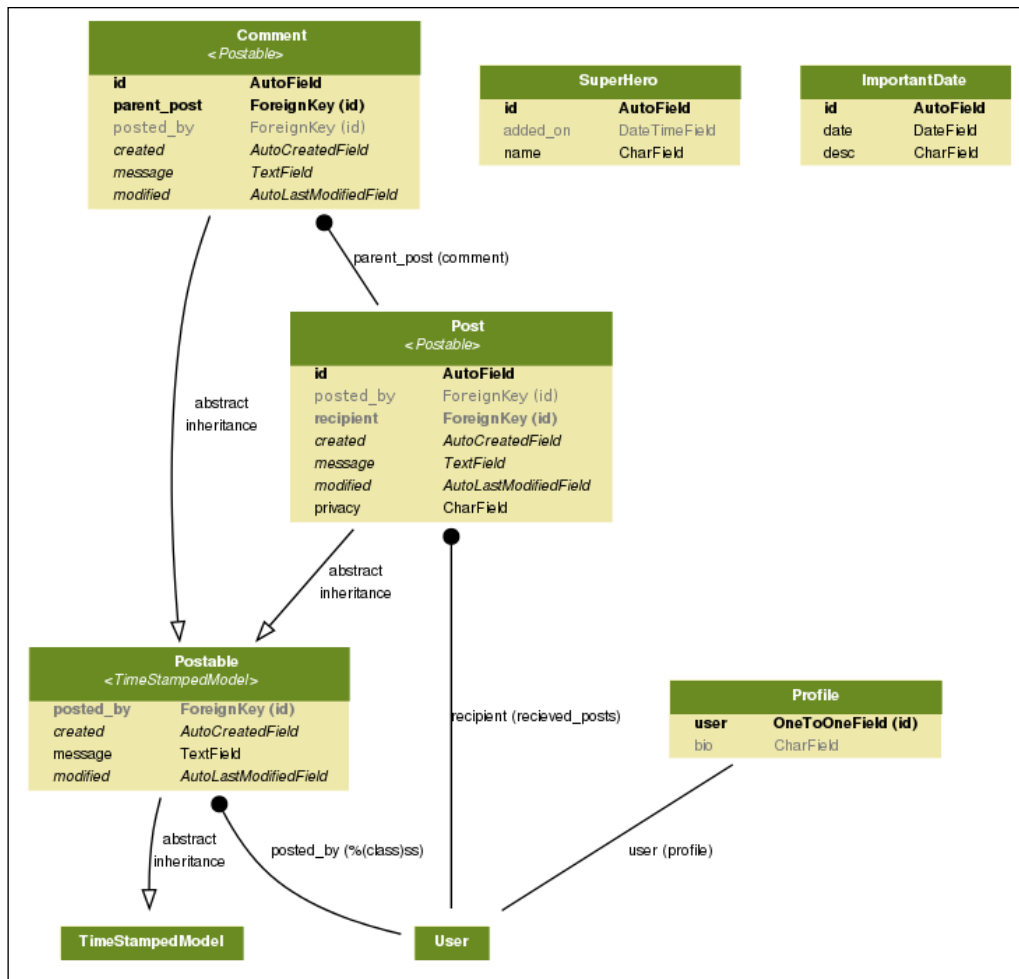 Comment
<Postable>
id AutoField
parent_post ForeignKey (id)
posted_by ForeignKey (id)
created AutoCreatedField
message TextField
modified AutoLastModifiedField
SuperHero
id AutoField
added_on DateTimeField
name CharField
ImportantDate
id AutoField
date DateField
desc CharField
parent_post (comment)
Post
<Postable>
id AutoField
posted_by ForeignKey (id)
recipient ForeignKey (id)
created AutoCreatedField
message TextField
modified AutoLastModifiedField
privacy CharField
abstract
inheritance
abstract
inheritance
Postable
<TimeStampedModel>
posted_by ForeignKey (id)
created AutoCreatedField
message TextField
modified AutoLastModifiedField
recipient (recieved_posts)
Profile
user OneToOneField (id)
bio CharField
abstract
inheritance
posted_by (%(class)ss)
user (profile)
TimeStampedModel
User